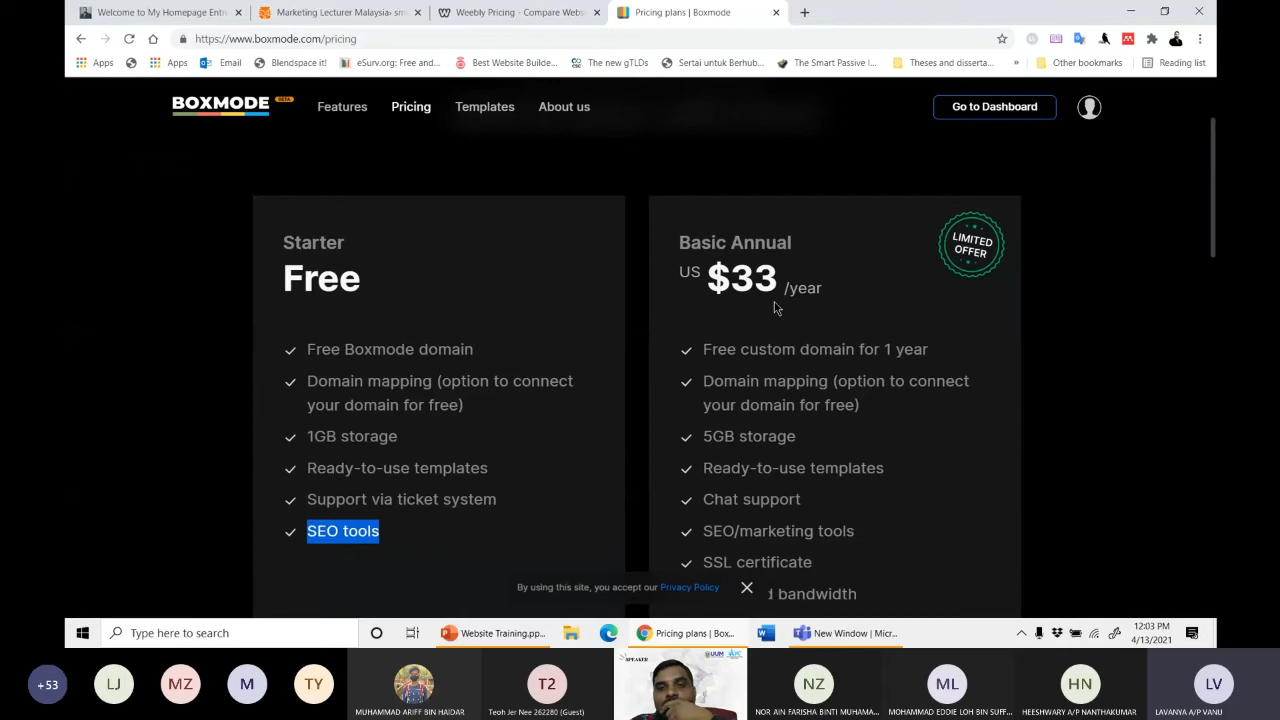 Welcome to My Homepage Entr
Marketing Lecturer Malaysia- sm
Weebly Pricing - Compare Webs
Pricing plans | Boxmode
https://www.boxmode.com/pricing
Apps
Apps
Email
Blendspace it!
eSurv.org: Free and...
Best Website Builde...
The new gTLDs
Sertai untuk Berhub...
The Smart Passive I...
Theses and disserta...
»
Other bookmarks
Reading list
BOXMODE BETA
Features
Pricing
Templates
About us
Go to Dashboard
Starter
Free
Free Boxmode domain
Domain mapping (option to connect
your domain for free)
1GB storage
Ready-to-use templates
Support via ticket system
SEO tools
Basic Annual
US $33 /year
LIMITED
OFFER
Free custom domain for 1 year
Domain mapping (option to connect
your domain for free)
5GB storage
Ready-to-use templates
Chat support
SEO/marketing tools
SSL certificate
d bandwidth
By using this site, you accept our Privacy Policy
Type here to search
Website Training.pp...
Pricing plans | Box...
New Window | Micr...
12:03 PM
4/13/2021
+53
LJ
MZ
M
TY
MUHAMMAD ARIFF BIN HAIDAR
T2
Teoh Jer Nee 262280 (Guest)
SPEAKER
UUM
NZ
NOR AIN FARISHA BINTI MUHAMA...
ML
MOHAMMAD EDDIE LOH BIN SUFF...
HN
HEESHWARY A/P NANTHAKUMAR
LV
LAVANYA A/P VANU